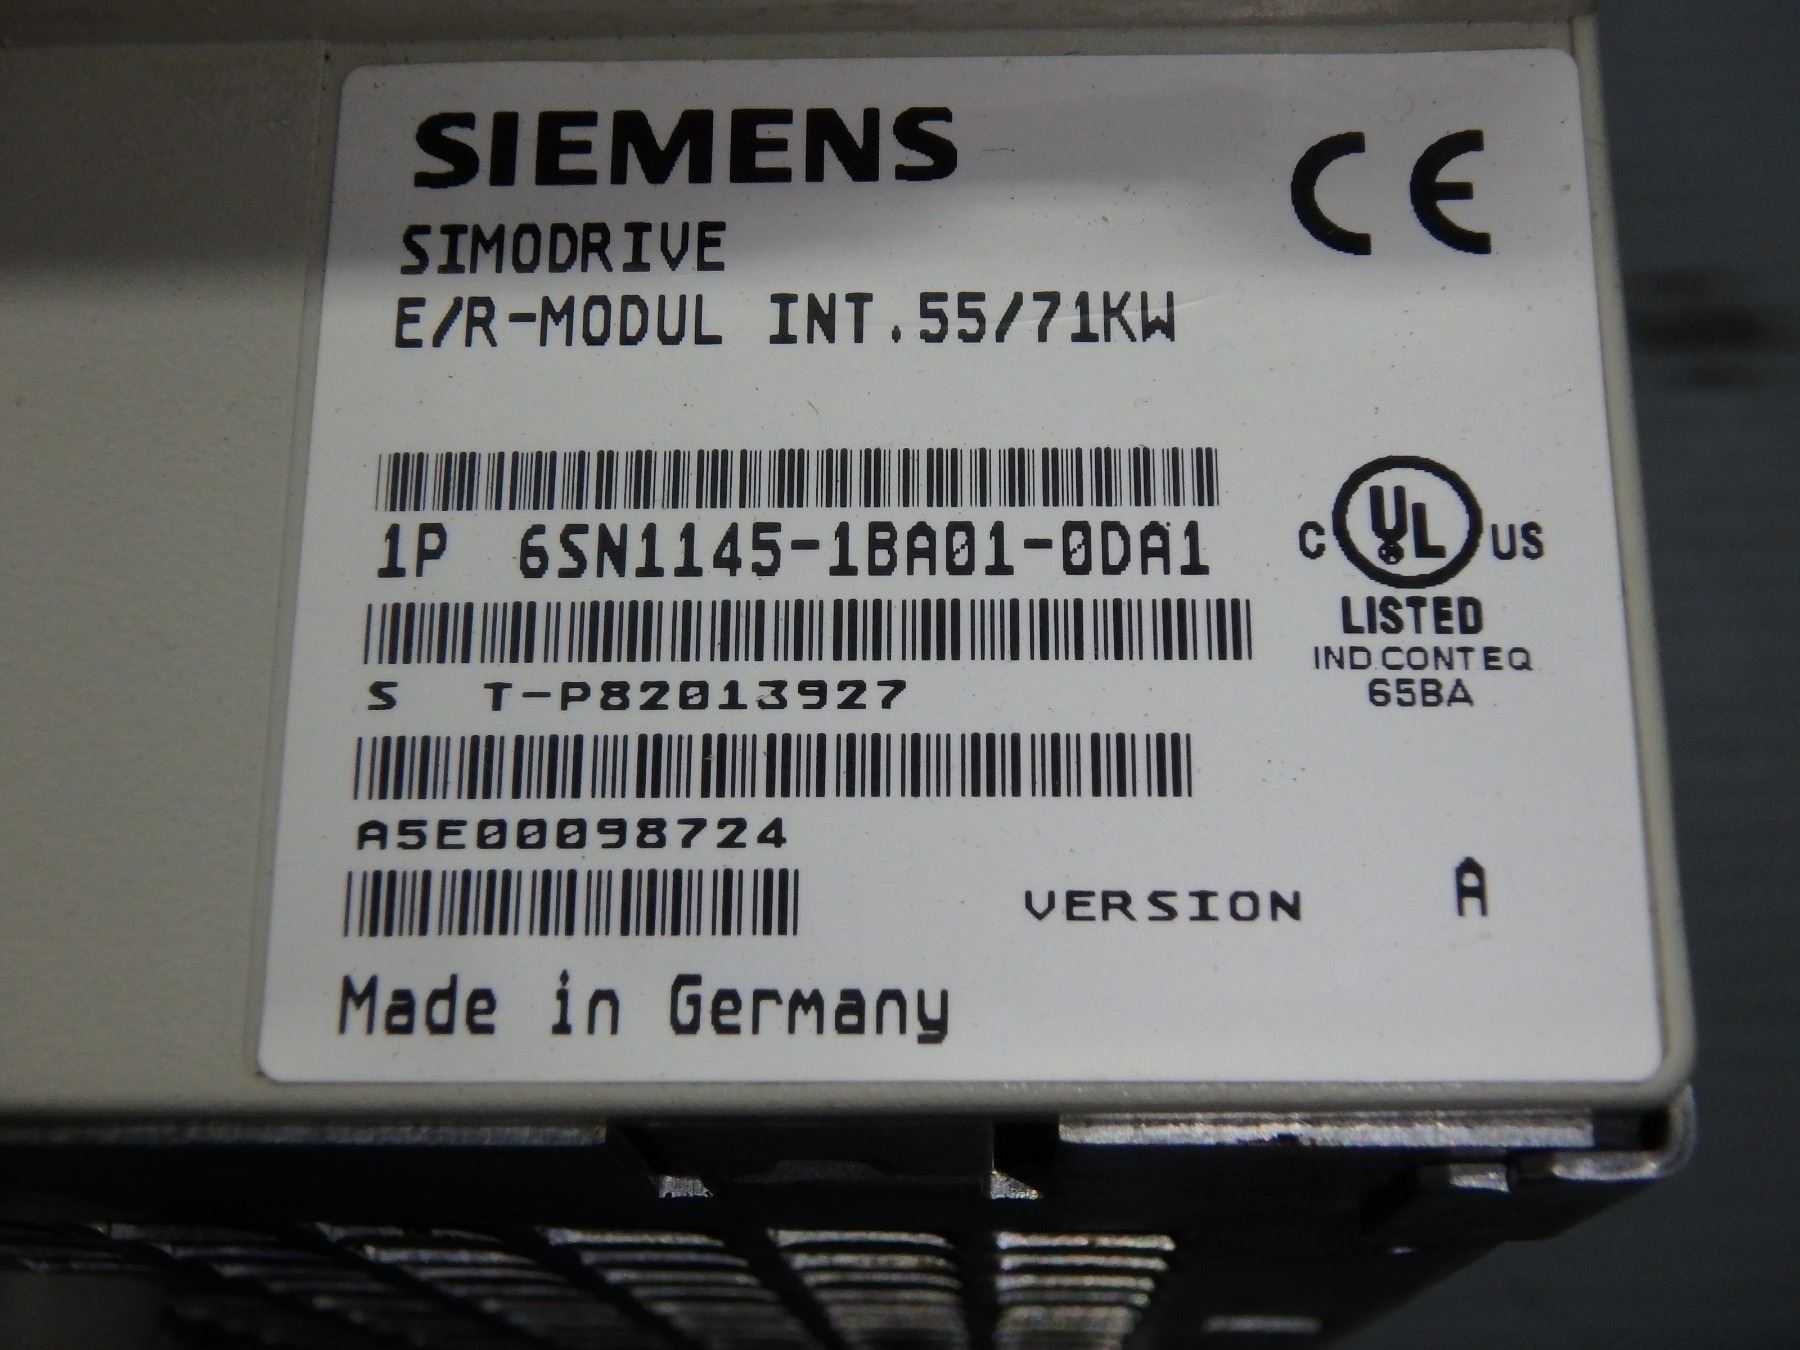 SIEMENS
CE
SIMODRIVE
E/R-MODUL INT.55/71KW
1P 6SN1145-1BA01-0DA1
C UL US
LISTED
IND.CONT.EQ
65BA
S T-P82013927
A5E00098724
VERSION A
Made in Germany